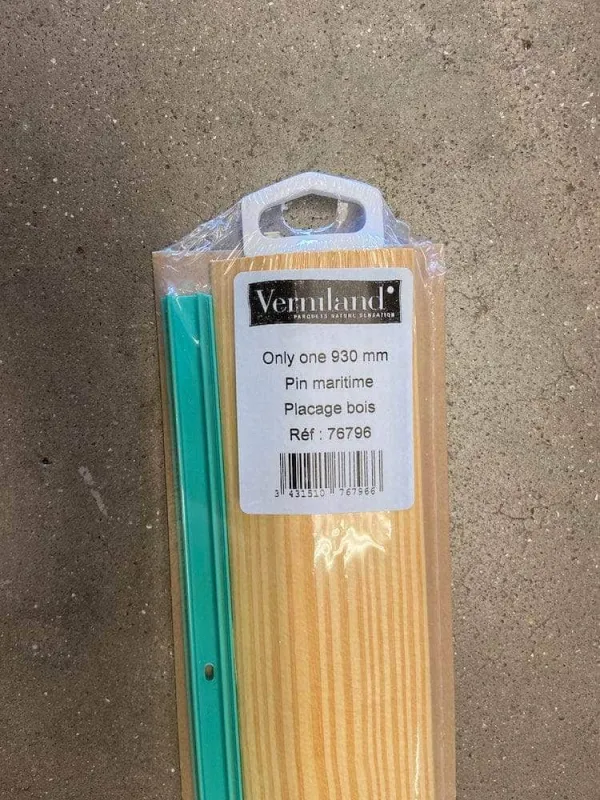 Vermland
PARQUETS NATURE SENSATION
Only one 930 mm
Pin maritime
Placage bois
Réf : 76796
3 431510 767966